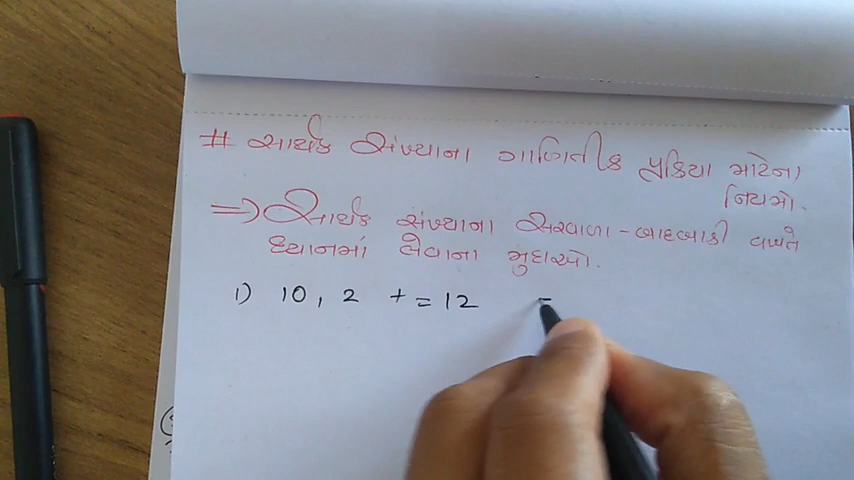 # સાર્થક સંખ્યાના ગાણિતીક પ્રક્રિયા માટેના
નિયમો.
=> સાર્થક સંખ્યાના સરવાળા - બાદબાકી વખતે
ધ્યાનમાં લેવાના મુદ્દાઓ.
1) 10, 2 + = 12 -